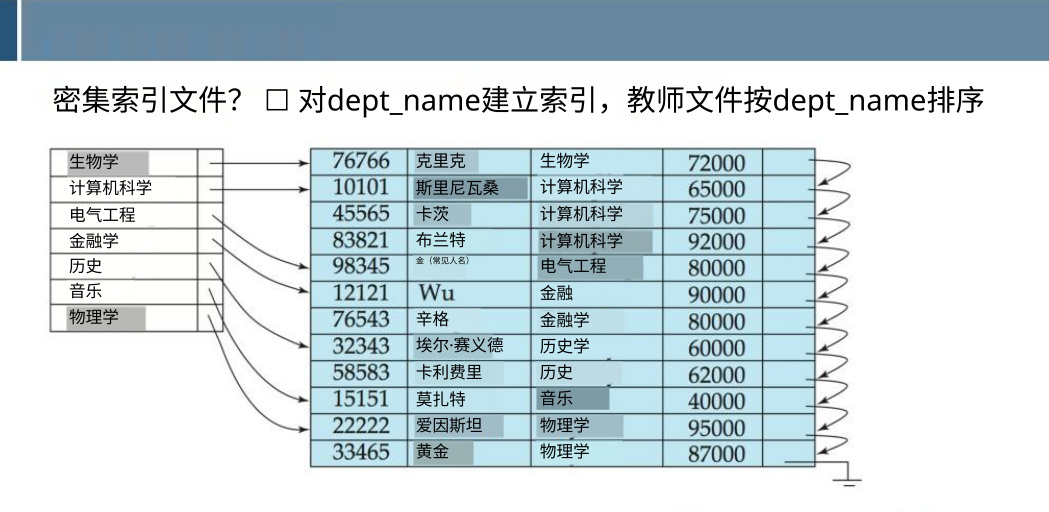 密集索引文件？ □ 对dept_name建立索引，教师文件按dept_name排序
生物学
计算机科学
电气工程
金融学
历史
音乐
物理学
76766 克里克 生物学 72000
10101 斯里尼瓦桑 计算机科学 65000
45565 卡茨 计算机科学 75000
83821 布兰特 计算机科学 92000
98345 金（常见人名） 电气工程 80000
12121 Wu 金融 90000
76543 辛格 金融学 80000
32343 埃尔·赛义德 历史学 60000
58583 卡利费里 历史 62000
15151 莫扎特 音乐 40000
22222 爱因斯坦 物理学 95000
33465 黄金 物理学 87000